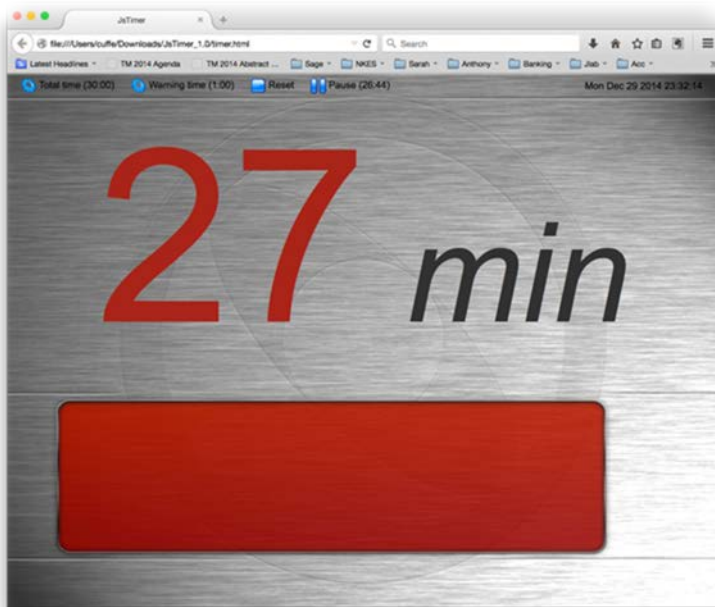 JsTimer
file:///Users/cuffe/Downloads/JsTimer_1.0/timer.html
Search
Latest Headlines TM 2014 Agenda TM 2014 Abstract ... Sage NKES Sarah Anthony Banking Jab Acc
Total time (30:00) Warning time (1:00) Reset Pause (26:44) Mon Dec 29 2014 23:32:14
27 min